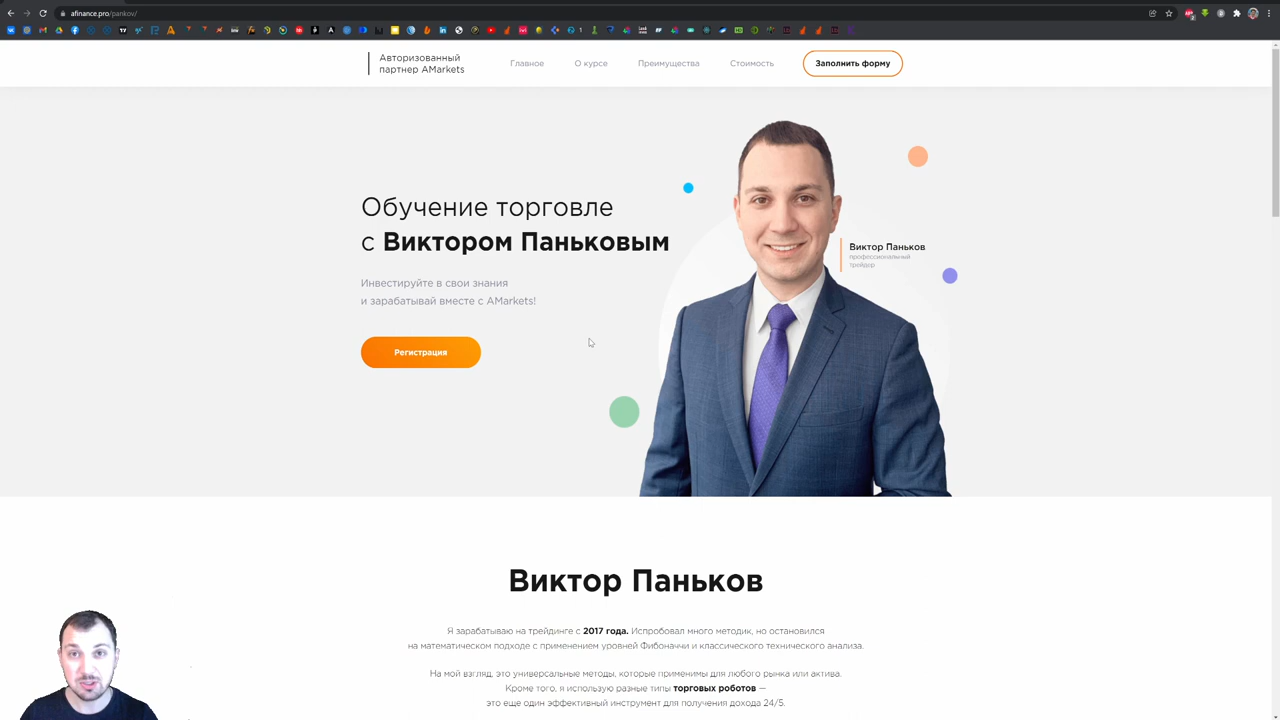 afinance.pro/pankov/
Авторизованный
партнер AMarkets
Главное
О курсе
Преимущества
Стоимость
Заполнить форму
Обучение торговле
с Виктором Паньковым
Инвестируйте в свои знания
и зарабатывай вместе с AMarkets!
Регистрация
Виктор Паньков
профессиональный
трейдер
Виктор Паньков
Я зарабатываю на трейдинге с 2017 года. Испробовал много методик, но остановился
на математическом подходе с применением уровней Фибоначчи и классического технического анализа.
На мой взгляд, это универсальные методы, которые применимы для любого рынка или актива.
Кроме того, я использую разные типы торговых роботов —
это еще один эффективный инструмент для получения дохода 24/5.